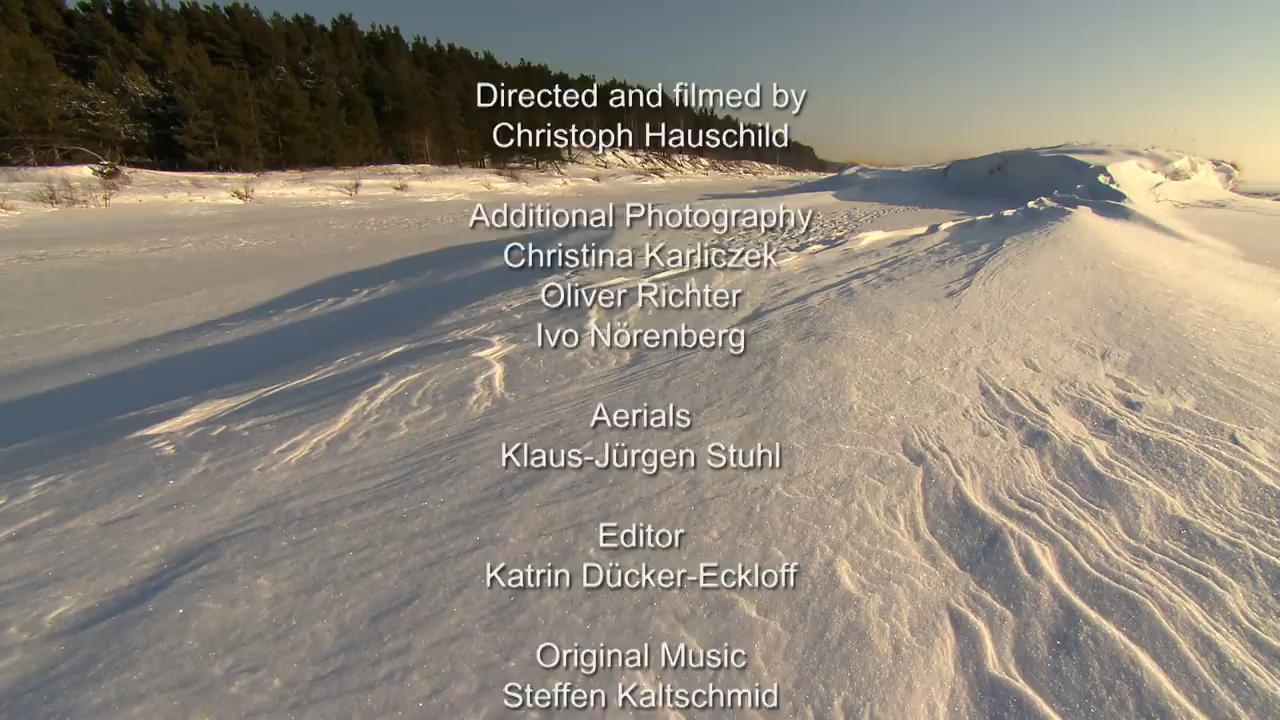 Directed and filmed by
Christoph Hauschild
Additional Photography
Christina Karliczek
Oliver Richter
Ivo Nörenberg
Aerials
Klaus-Jürgen Stuhl
Editor
Katrin Dücker-Eckloff
Original Music
Steffen Kaltschmid